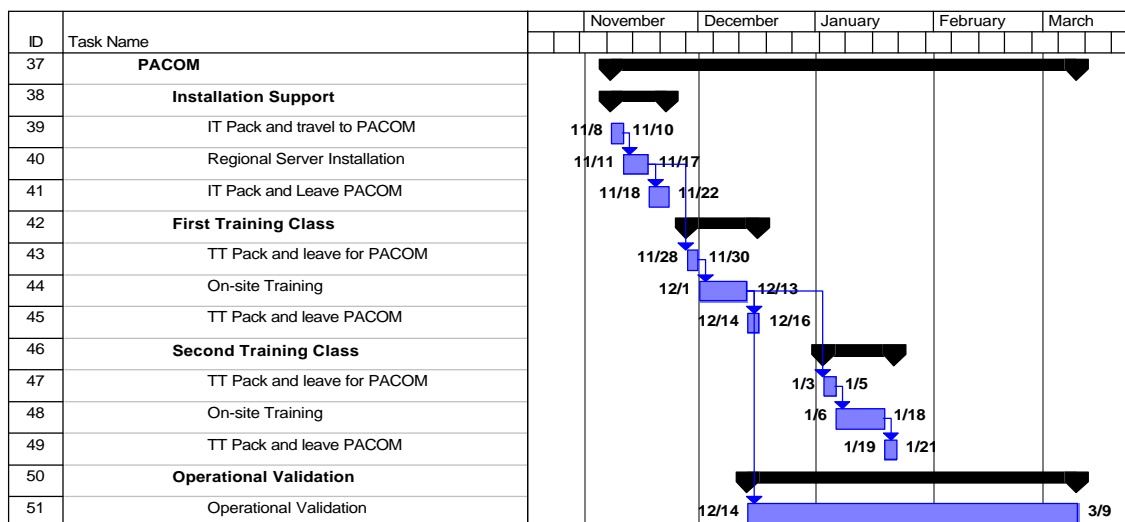 November December January February March
ID Task Name
37 PACOM
38 Installation Support
39 IT Pack and travel to PACOM 11/8 11/10
40 Regional Server Installation 11/11 11/17
41 IT Pack and Leave PACOM 11/18 11/22
42 First Training Class
43 TT Pack and leave for PACOM 11/28 11/30
44 On-site Training 12/1 12/13
45 TT Pack and leave PACOM 12/14 12/16
46 Second Training Class
47 TT Pack and leave for PACOM 1/3 1/5
48 On-site Training 1/6 1/18
49 TT Pack and leave PACOM 1/19 1/21
50 Operational Validation
51 Operational Validation 12/14 3/9